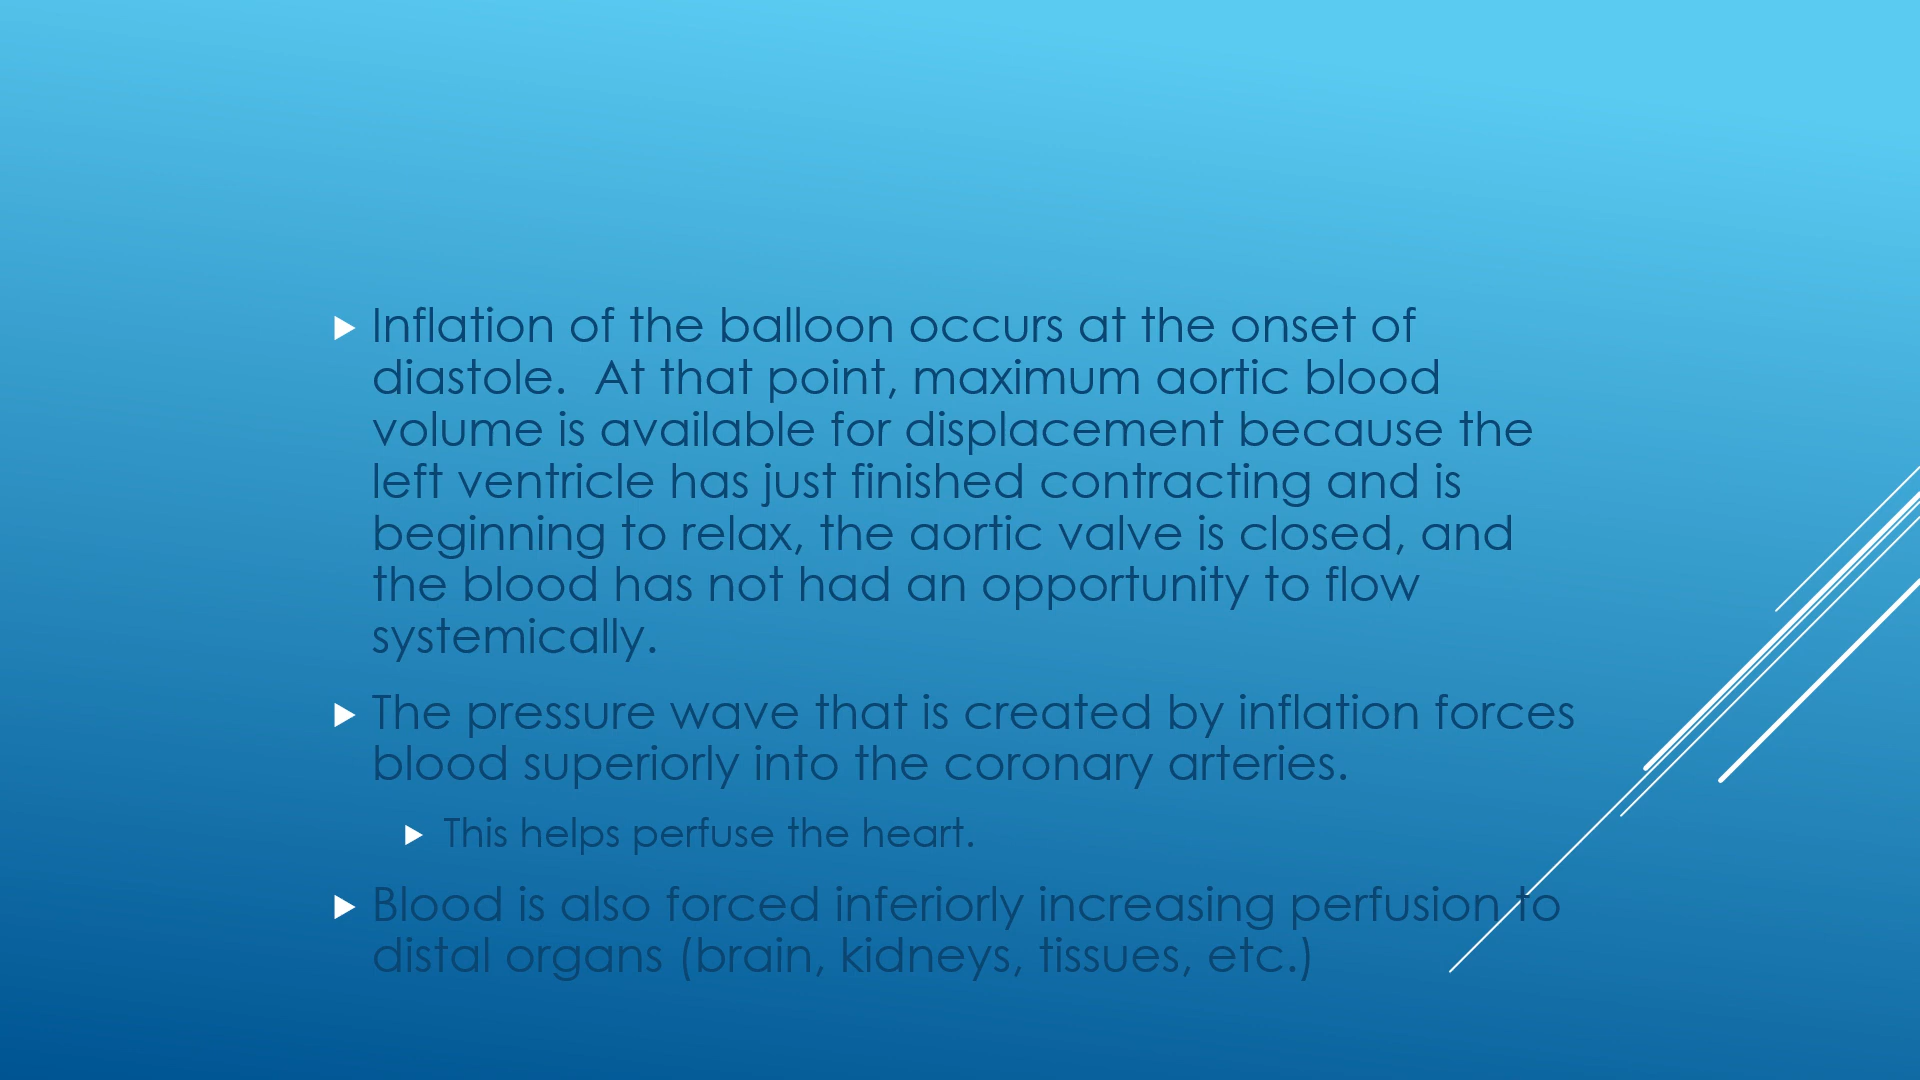 Inflation of the balloon occurs at the onset of
diastole.  At that point, maximum aortic blood
volume is available for displacement because the
left ventricle has just finished contracting and is
beginning to relax, the aortic valve is closed, and
the blood has not had an opportunity to flow
systemically.
The pressure wave that is created by inflation forces
blood superiorly into the coronary arteries.
This helps perfuse the heart.
Blood is also forced inferiorly increasing perfusion to
distal organs (brain, kidneys, tissues, etc.)